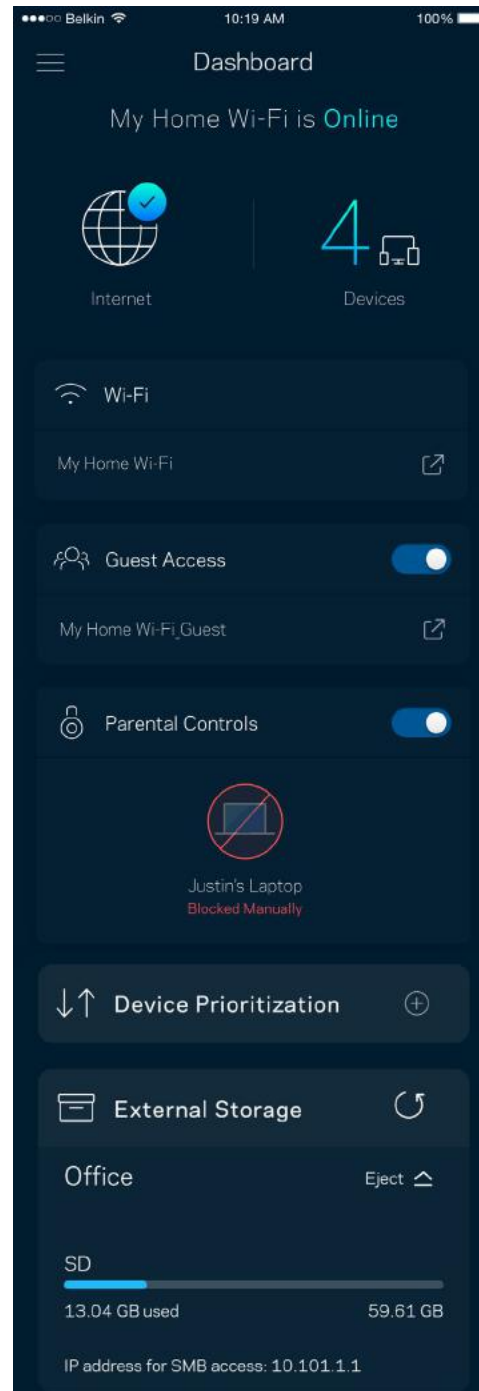 Belkin 10:19 AM 100%
Dashboard
My Home Wi-Fi is Online
4
Internet Devices
Wi-Fi
My Home Wi-Fi
Guest Access
My Home Wi-Fi_Guest
Parental Controls
Justin's Laptop
Blocked Manually
Device Prioritization
External Storage
Office Eject
SD
13.04 GB used 59.61 GB
IP address for SMB access: 10.101.1.1